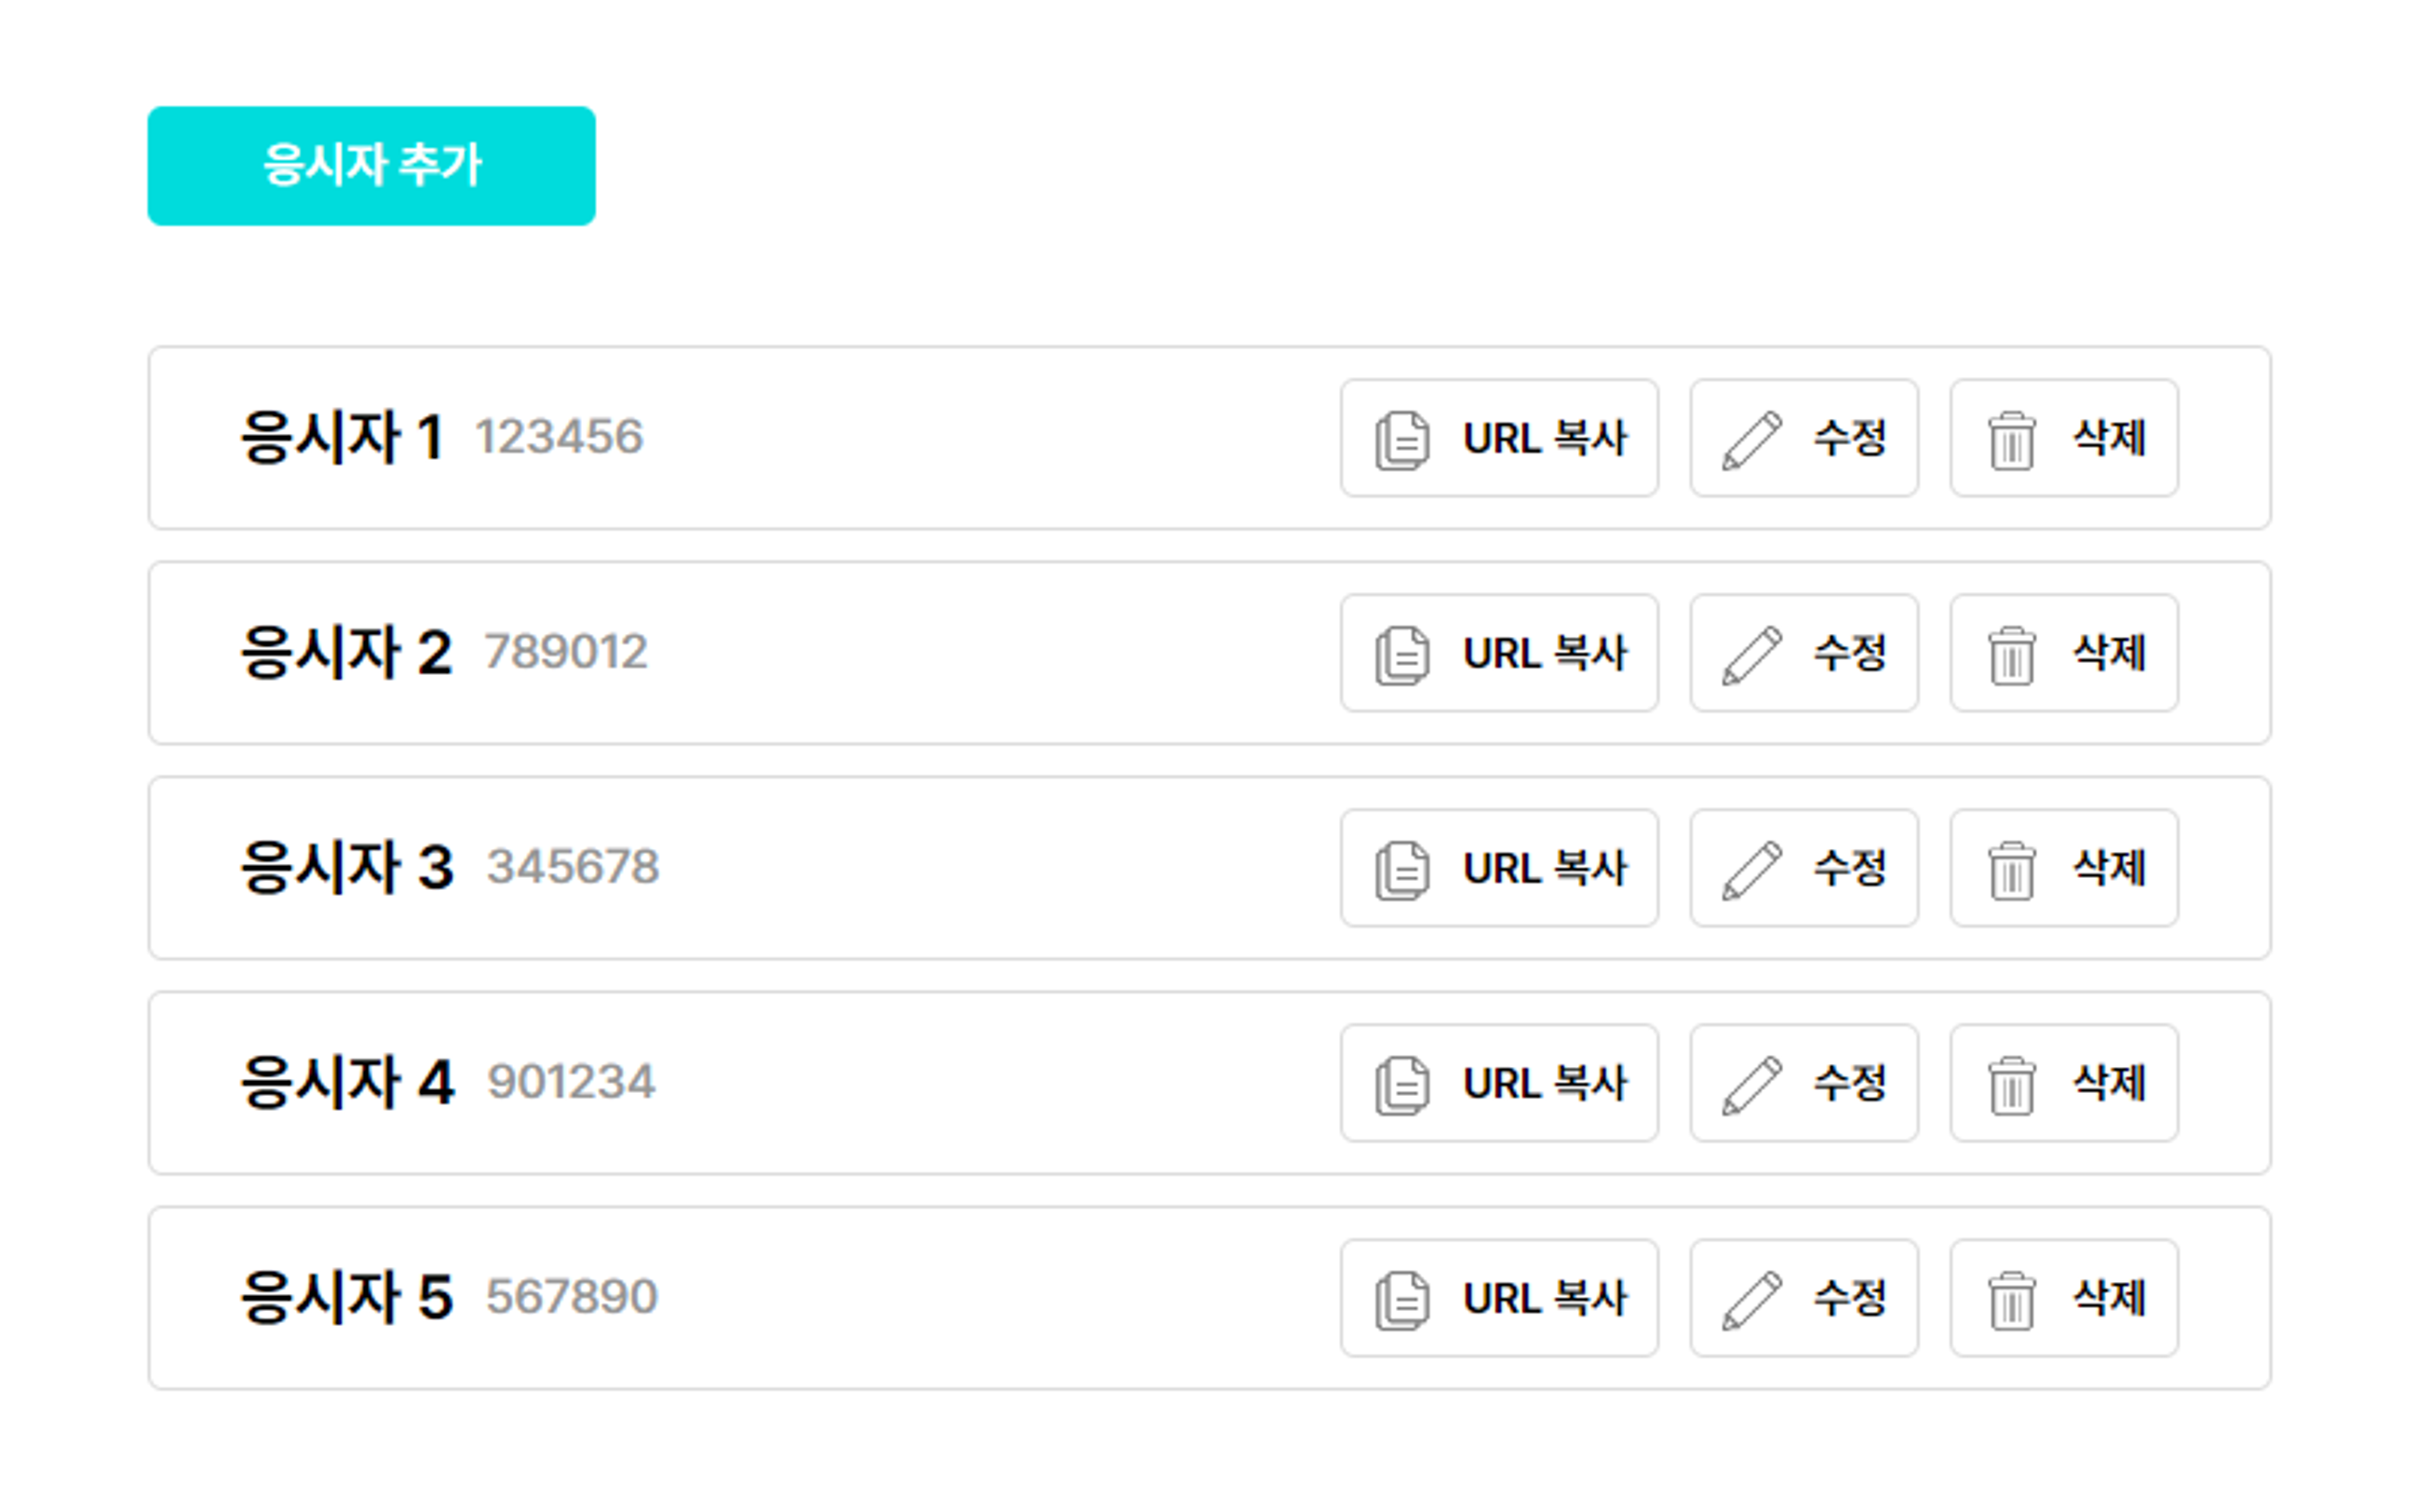 응시자 추가
응시자 1 123456 URL 복사 수정 삭제
응시자 2 789012 URL 복사 수정 삭제
응시자 3 345678 URL 복사 수정 삭제
응시자 4 901234 URL 복사 수정 삭제
응시자 5 567890 URL 복사 수정 삭제